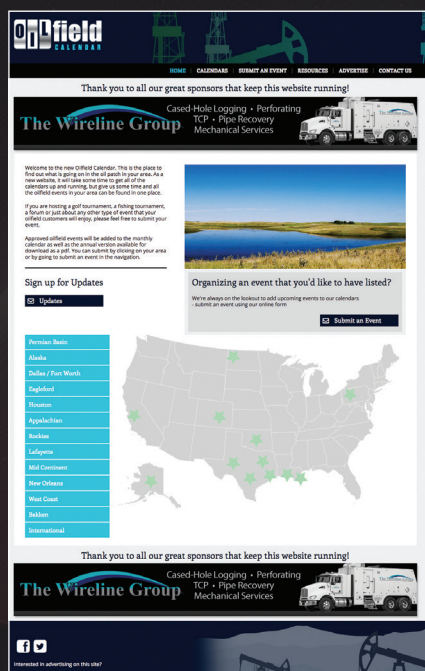 OILfield
CALENDAR
HOME | CALENDARS | SUBMIT AN EVENT | RESOURCES | ADVERTISE | CONTACT US
Thank you to all our great sponsors that keep this website running!
The Wireline Group
Cased-Hole Logging • Perforating
TCP • Pipe Recovery
Mechanical Services
Welcome to the new Oilfield Calendar. This is the place to
find out what is going on in the oil patch in your area. As a
new website, it will take some time to get all of the
calendars up and running, but give us some time and all
the oilfield events in your area can be found in one place.
If you are hosting a golf tournament, a fishing tournament,
a forum or just about any other type of event that your
oilfield customers will enjoy, please feel free to submit your
event.
Approved oilfield events will be added to the monthly
calendar as well as the annual version available for
download as a pdf. You can submit by clicking on your area
or by going to submit an event in the navigation.
Sign up for Updates
Updates
Organizing an event that you'd like to have listed?
We're always on the lookout to add upcoming events to our calendars
- submit an event using our online form
Submit an Event
Permian Basin
Alaska
Dallas / Fort Worth
Eagleford
Houston
Appalachian
Rockies
Lafayette
Mid Continent
New Orleans
West Coast
Bakken
International
Thank you to all our great sponsors that keep this website running!
The Wireline Group
Cased-Hole Logging • Perforating
TCP • Pipe Recovery
Mechanical Services
Interested in advertising on this site?